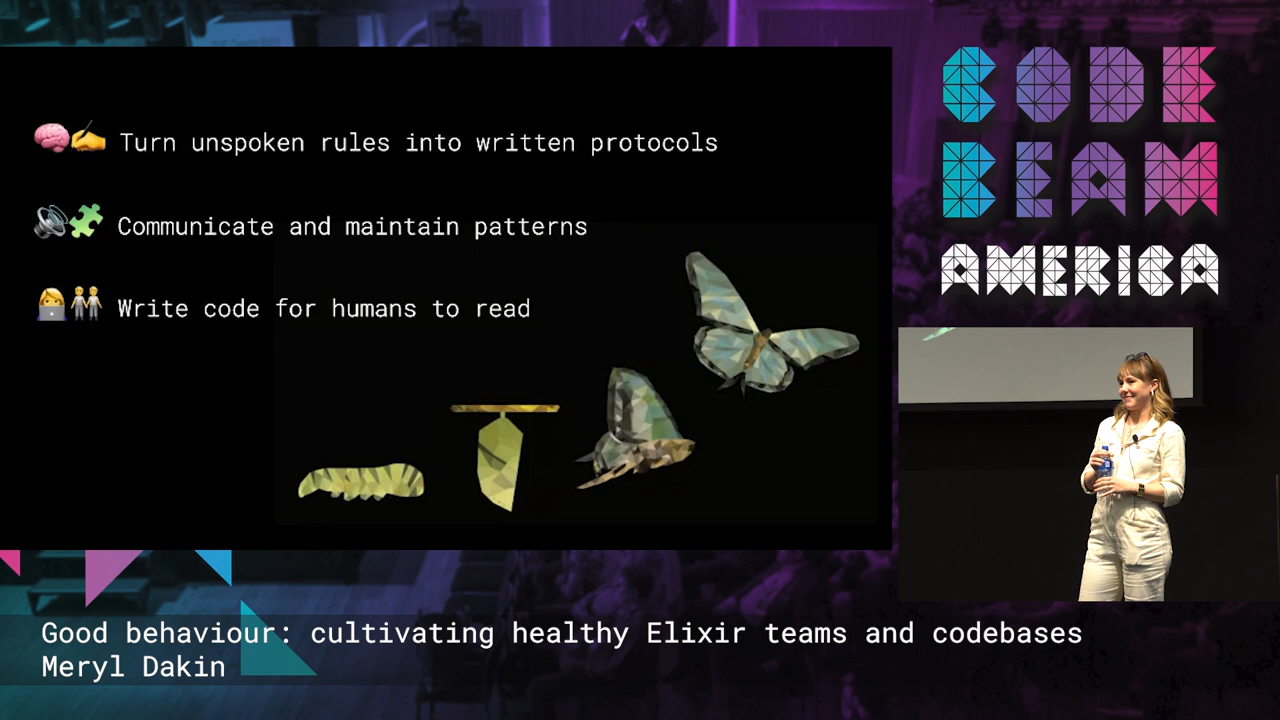 Turn unspoken rules into written protocols
Communicate and maintain patterns
Write code for humans to read
CODE
BEAM
AMERICA
Good behaviour: cultivating healthy Elixir teams and codebases
Meryl Dakin